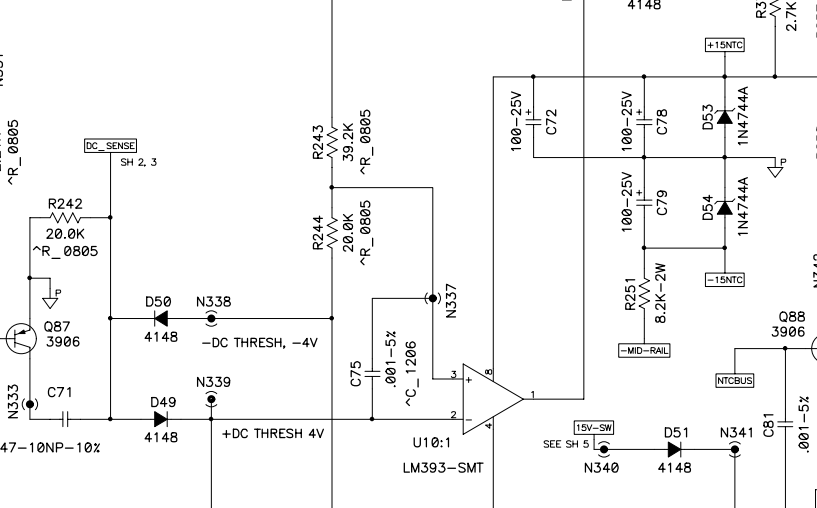 4148
2.7K
+15NTC
^R_0805
DC_SENSE
SH 2, 3
R243
39.2K
^R_0805
100-25V
+
C72
100-25V
+
C78
D53
1N4744A
P
R242
20.0K
^R_0805
R244
20.0K
^R_0805
100-25V
+
C79
D54
1N4744A
-15NTC
P
D50
4148
N338
-DC THRESH, -4V
N337
R251
8.2K-2W
-MID-RAIL
Q87
3906
Q88
3906
C75
.001-5%
^C_1206
3
+
8
1
2
-
4
U10:1
LM393-SMT
NTCBUS
N333
C71
47-10NP-10%
D49
4148
N339
+DC THRESH 4V
15V-SW
SEE SH 5
N340
D51
4148
N341
C81
.001-5%